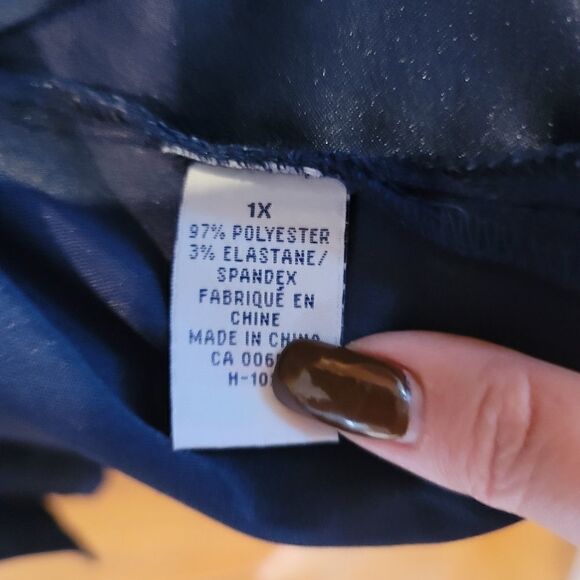 1X
97% POLYESTER
3% ELASTANE/
SPANDEX
FABRIQUÉ EN
CHINE
MADE IN CHINA
CA